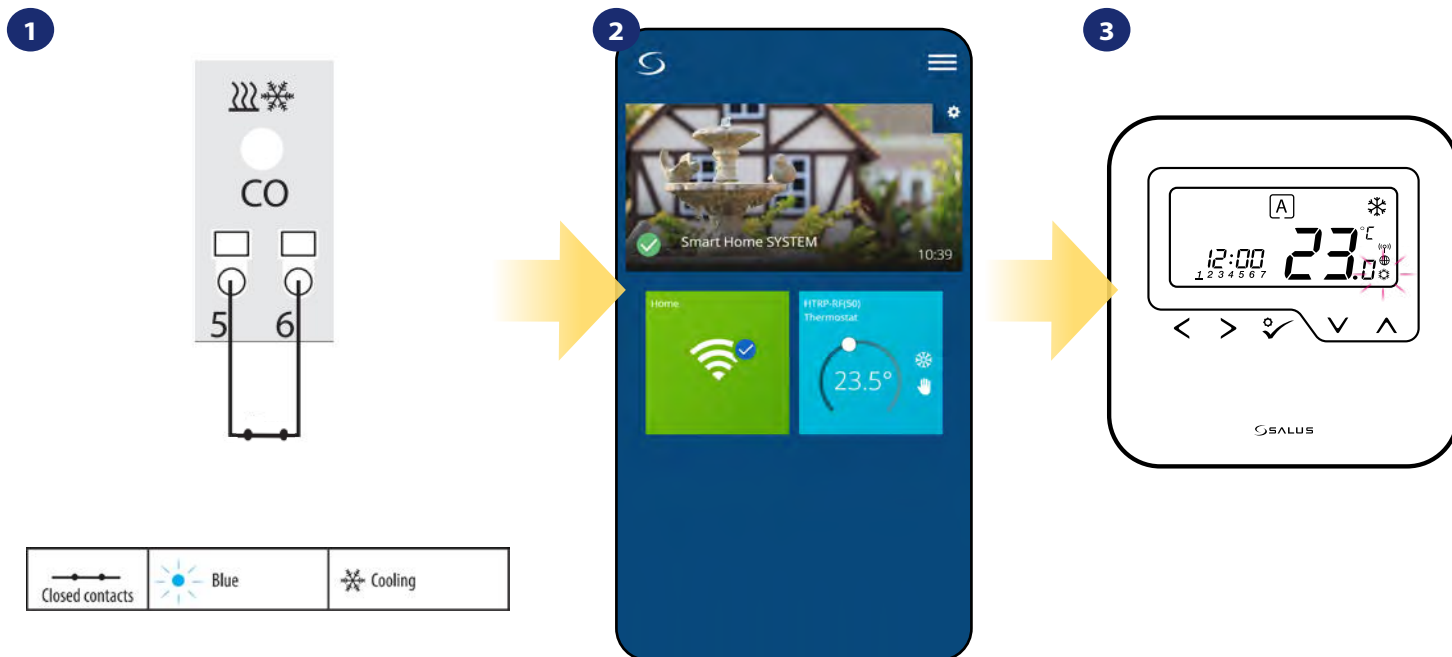 1
CO
5 6
Closed contacts
Blue
Cooling
2
Smart Home SYSTEM
10:39
Home
HTRP-RF(50)
Thermostat
23.5°
3
A
12:00
1 2 3 4 5 6 7
23.0
°C
SALUS